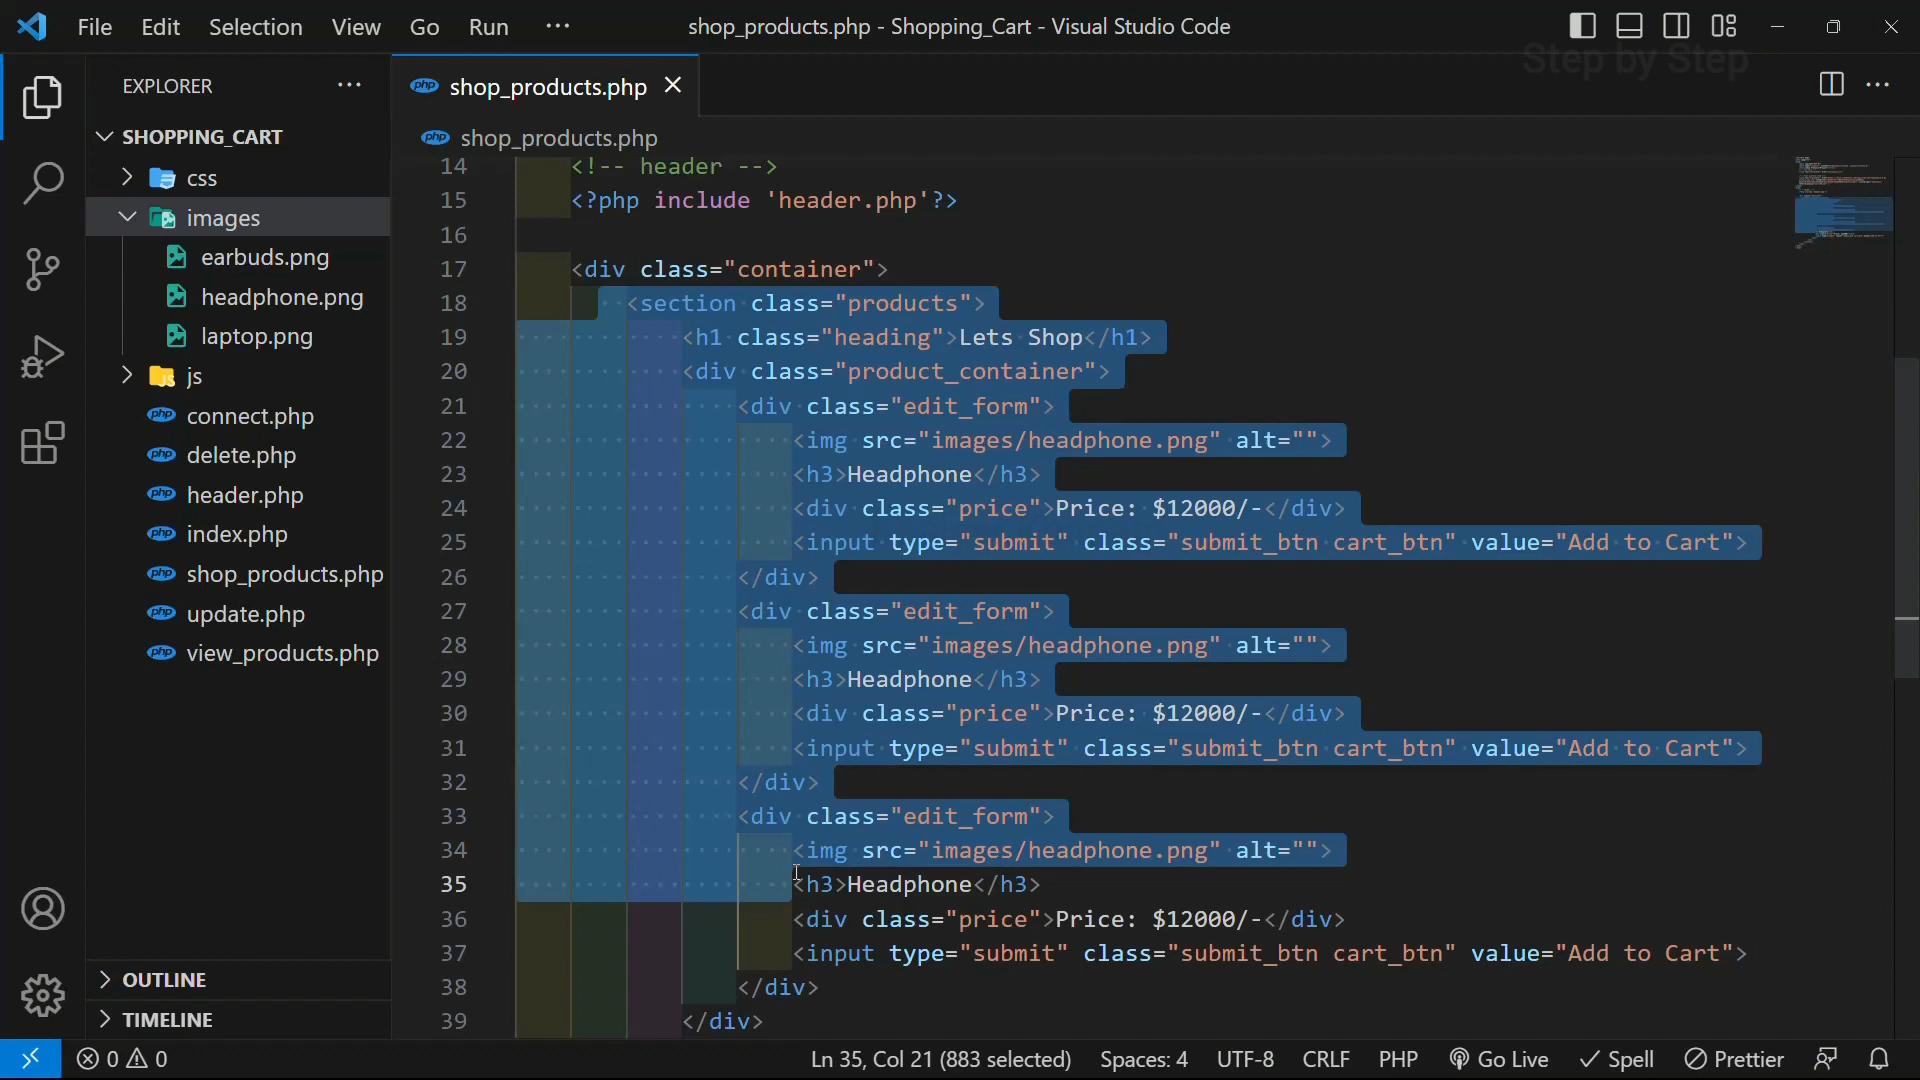 File Edit Selection View Go Run ··· shop_products.php - Shopping_Cart - Visual Studio Code
Step by Step
EXPLORER ···
SHOPPING_CART
css
images
earbuds.png
headphone.png
laptop.png
js
connect.php
delete.php
header.php
index.php
shop_products.php
update.php
view_products.php
OUTLINE
TIMELINE
php shop_products.php
php shop_products.php
14 <!-- header -->
15 <?php include 'header.php'?>
16
17 <div class="container">
18 <section class="products">
19 <h1 class="heading">Lets Shop</h1>
20 <div class="product_container">
21 <div class="edit_form">
22 <img src="images/headphone.png" alt="">
23 <h3>Headphone</h3>
24 <div class="price">Price: $12000/-</div>
25 <input type="submit" class="submit_btn cart_btn" value="Add to Cart">
26 </div>
27 <div class="edit_form">
28 <img src="images/headphone.png" alt="">
29 <h3>Headphone</h3>
30 <div class="price">Price: $12000/-</div>
31 <input type="submit" class="submit_btn cart_btn" value="Add to Cart">
32 </div>
33 <div class="edit_form">
34 <img src="images/headphone.png" alt="">
35 <h3>Headphone</h3>
36 <div class="price">Price: $12000/-</div>
37 <input type="submit" class="submit_btn cart_btn" value="Add to Cart">
38 </div>
39 </div>
0 0 Ln 35, Col 21 (883 selected) Spaces: 4 UTF-8 CRLF PHP Go Live Spell Prettier